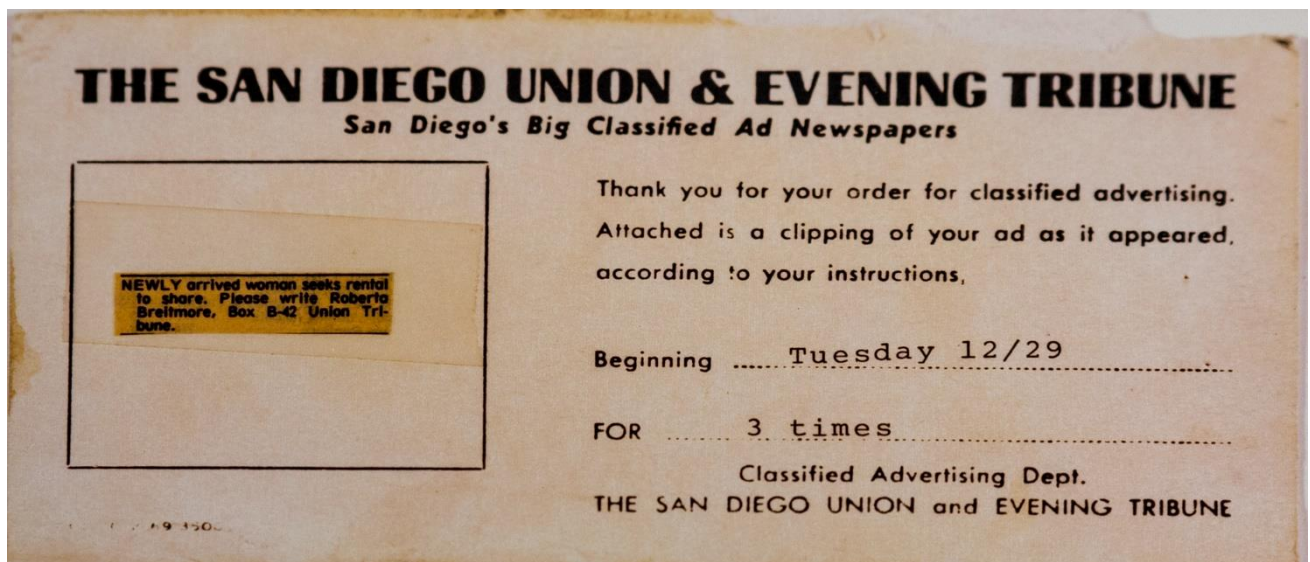 THE SAN DIEGO UNION & EVENING TRIBUNE
San Diego's Big Classified Ad Newspapers
NEWLY arrived woman seeks rental
to share. Please write Roberta
Breitmore, Box B-42 Union Tri-
bune.
Thank you for your order for classified advertising.
Attached is a clipping of your ad as it appeared,
according to your instructions,
Beginning Tuesday 12/29
FOR 3 times
Classified Advertising Dept.
THE SAN DIEGO UNION and EVENING TRIBUNE